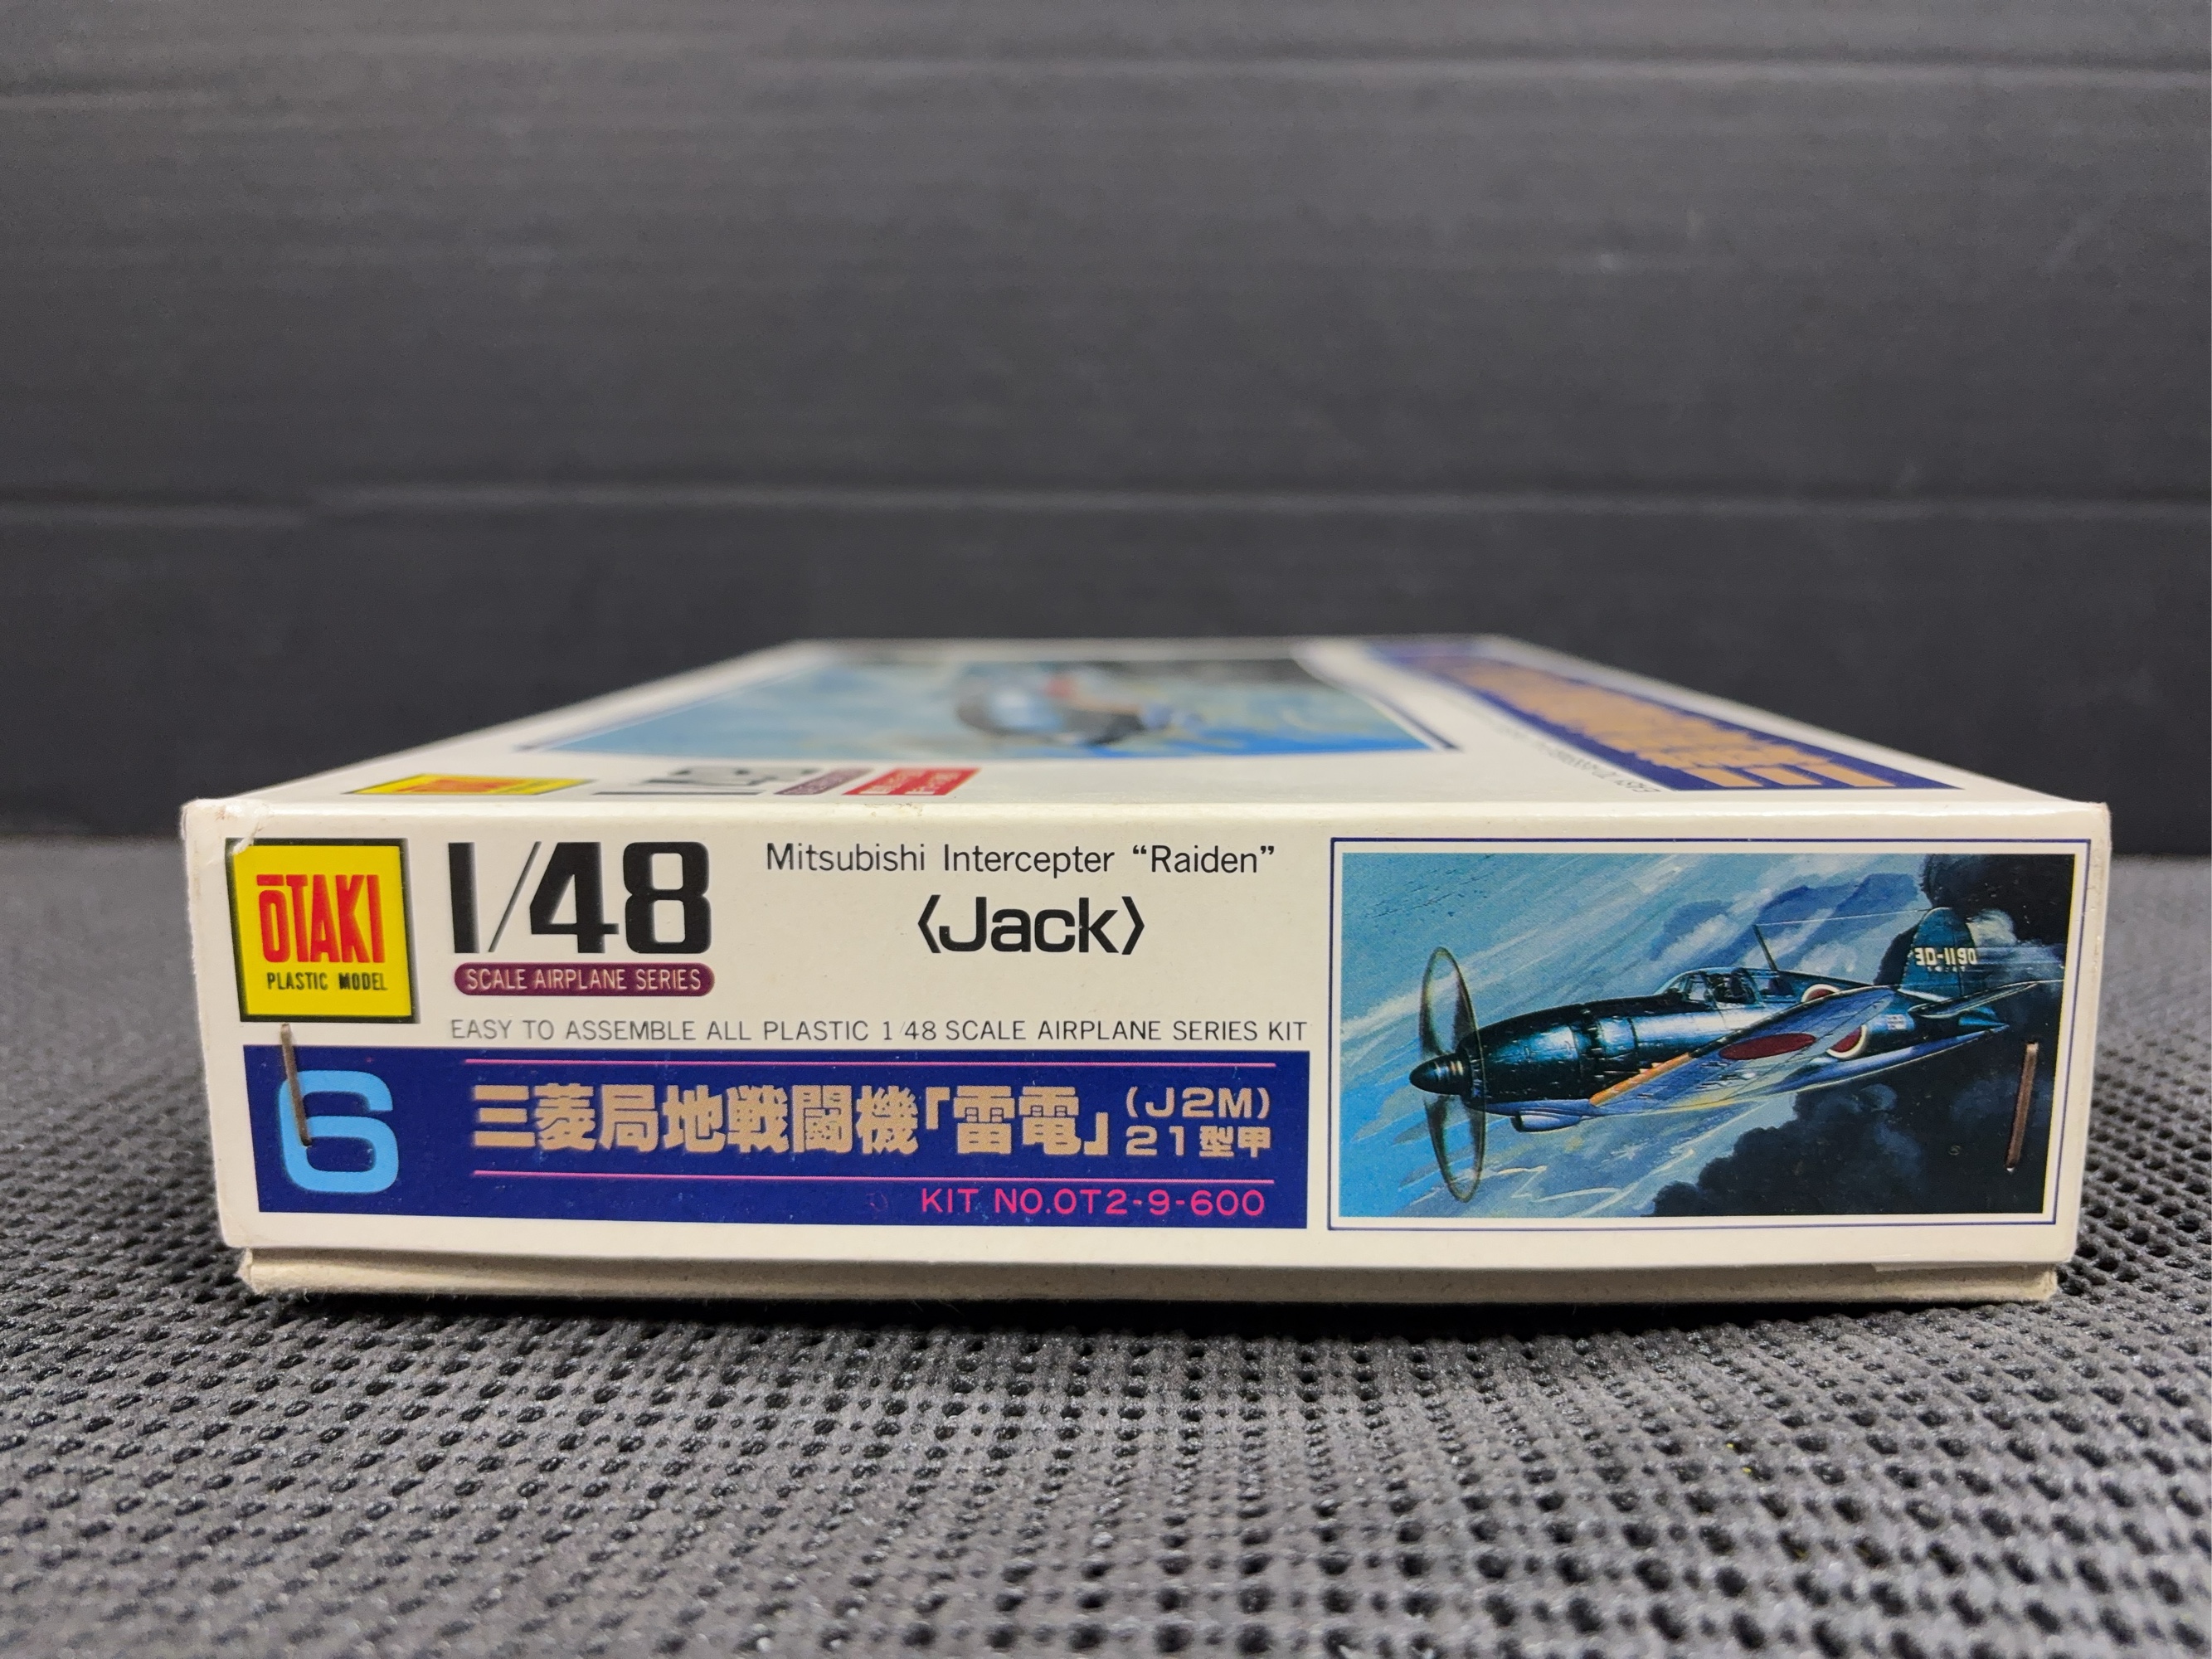 ŌTAKI
PLASTIC MODEL
1/48
SCALE AIRPLANE SERIES
Mitsubishi Intercepter “Raiden”
〈Jack〉
EASY TO ASSEMBLE ALL PLASTIC 1/48 SCALE AIRPLANE SERIES KIT
6
三菱局地戦闘機「雷電」
(J2M)
21型甲
KIT NO.OT2-9-600
3D-1190